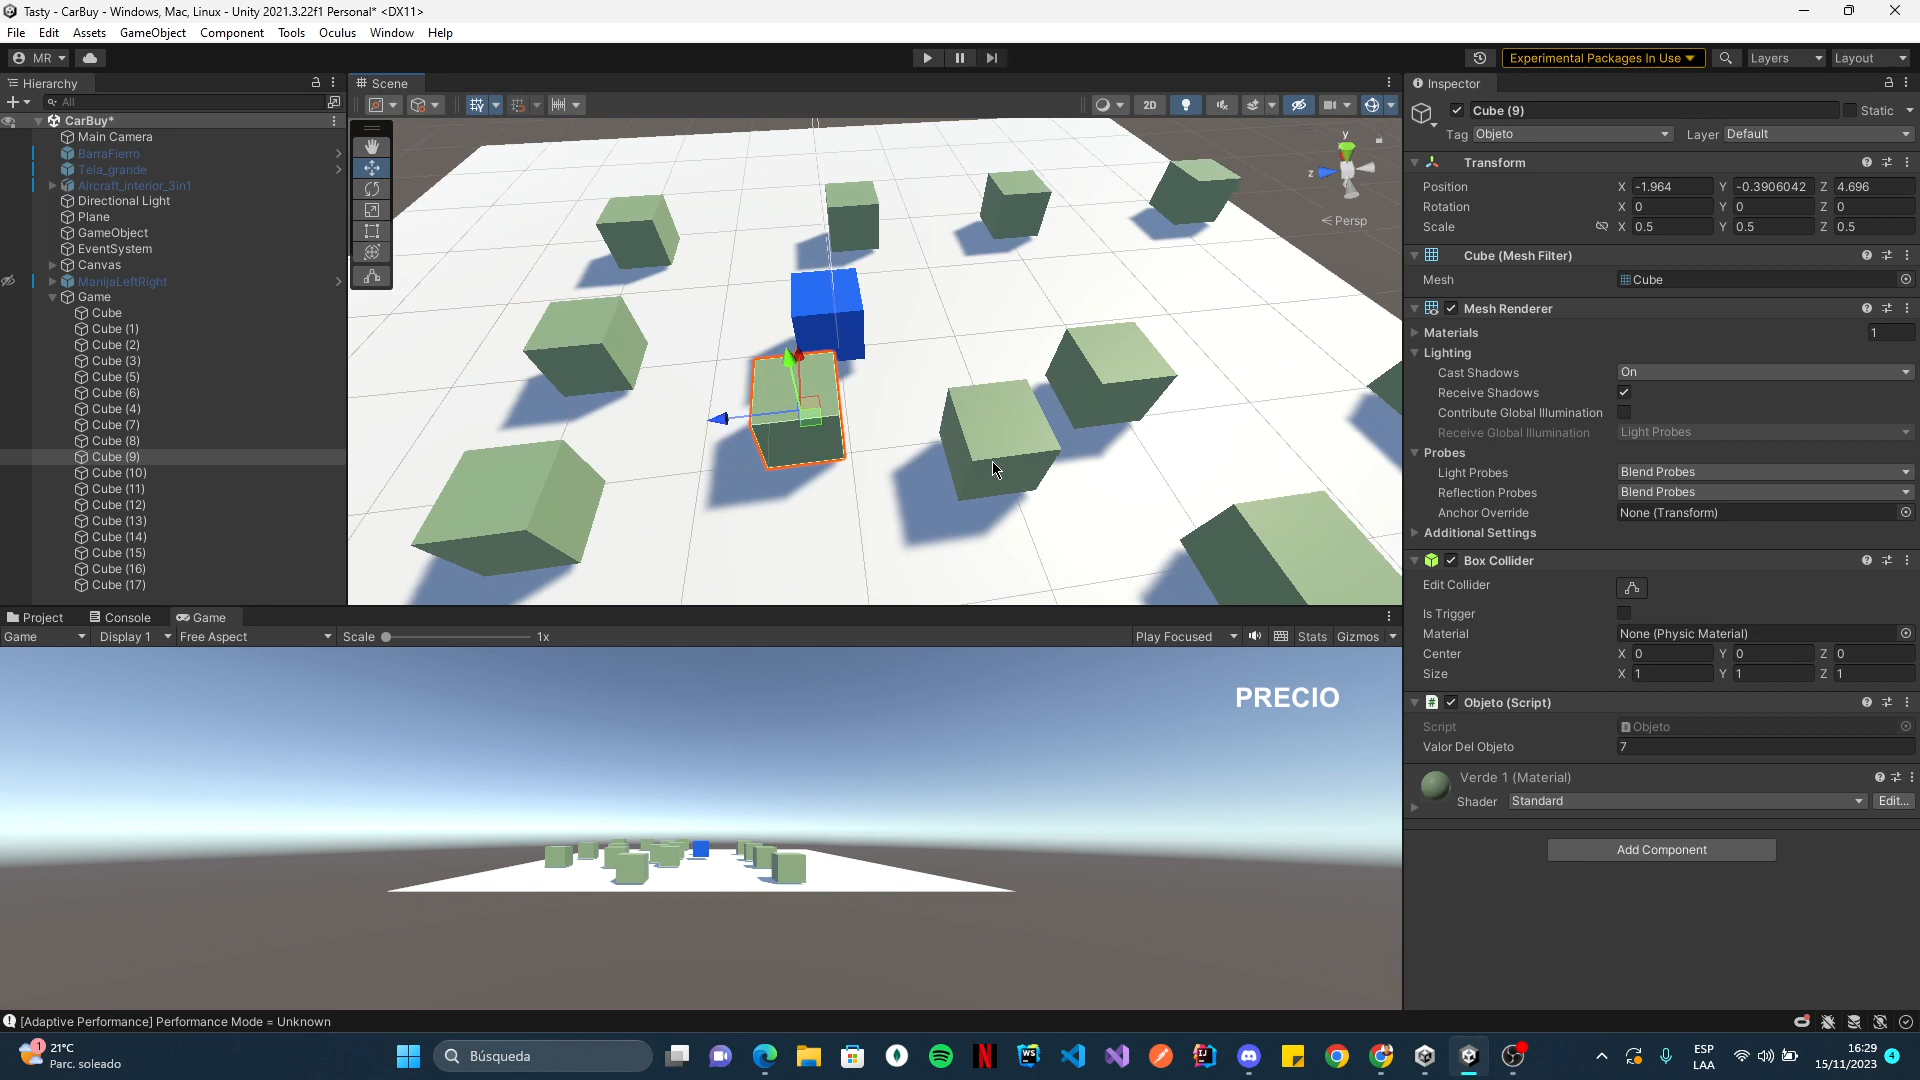 Tasty - CarBuy - Windows, Mac, Linux - Unity 2021.3.22f1 Personal* <DX11>
File Edit Assets GameObject Component Tools Oculus Window Help
MR
Experimental Packages In Use
Layers
Layout
Hierarchy
All
CarBuy*
Main Camera
BarraFierro
Tela_grande
Aircraft_interior_3in1
Directional Light
Plane
GameObject
EventSystem
Canvas
ManijaLeftRight
Game
Cube
Cube (1)
Cube (2)
Cube (3)
Cube (5)
Cube (6)
Cube (4)
Cube (7)
Cube (8)
Cube (9)
Cube (10)
Cube (11)
Cube (12)
Cube (13)
Cube (14)
Cube (15)
Cube (16)
Cube (17)
Scene
2D
y
z
Persp
Inspector
Cube (9)
Static
Tag Objeto Layer Default
Transform
Position X -1.964 Y -0.3906042 Z 4.696
Rotation X 0 Y 0 Z 0
Scale X 0.5 Y 0.5 Z 0.5
Cube (Mesh Filter)
Mesh Cube
Mesh Renderer
Materials 1
Lighting
Cast Shadows On
Receive Shadows
Contribute Global Illumination
Receive Global Illumination Light Probes
Probes
Light Probes Blend Probes
Reflection Probes Blend Probes
Anchor Override None (Transform)
Additional Settings
Box Collider
Edit Collider
Is Trigger
Material None (Physic Material)
Center X 0 Y 0 Z 0
Size X 1 Y 1 Z 1
Objeto (Script)
Script Objeto
Valor Del Objeto 7
Verde 1 (Material)
Shader Standard Edit...
Add Component
Project Console Game
Game Display 1 Free Aspect Scale 1x Play Focused Stats Gizmos
PRECIO
[Adaptive Performance] Performance Mode = Unknown
1
21°C
Parc. soleado
Búsqueda
ESP
LAA
16:29
15/11/2023
4